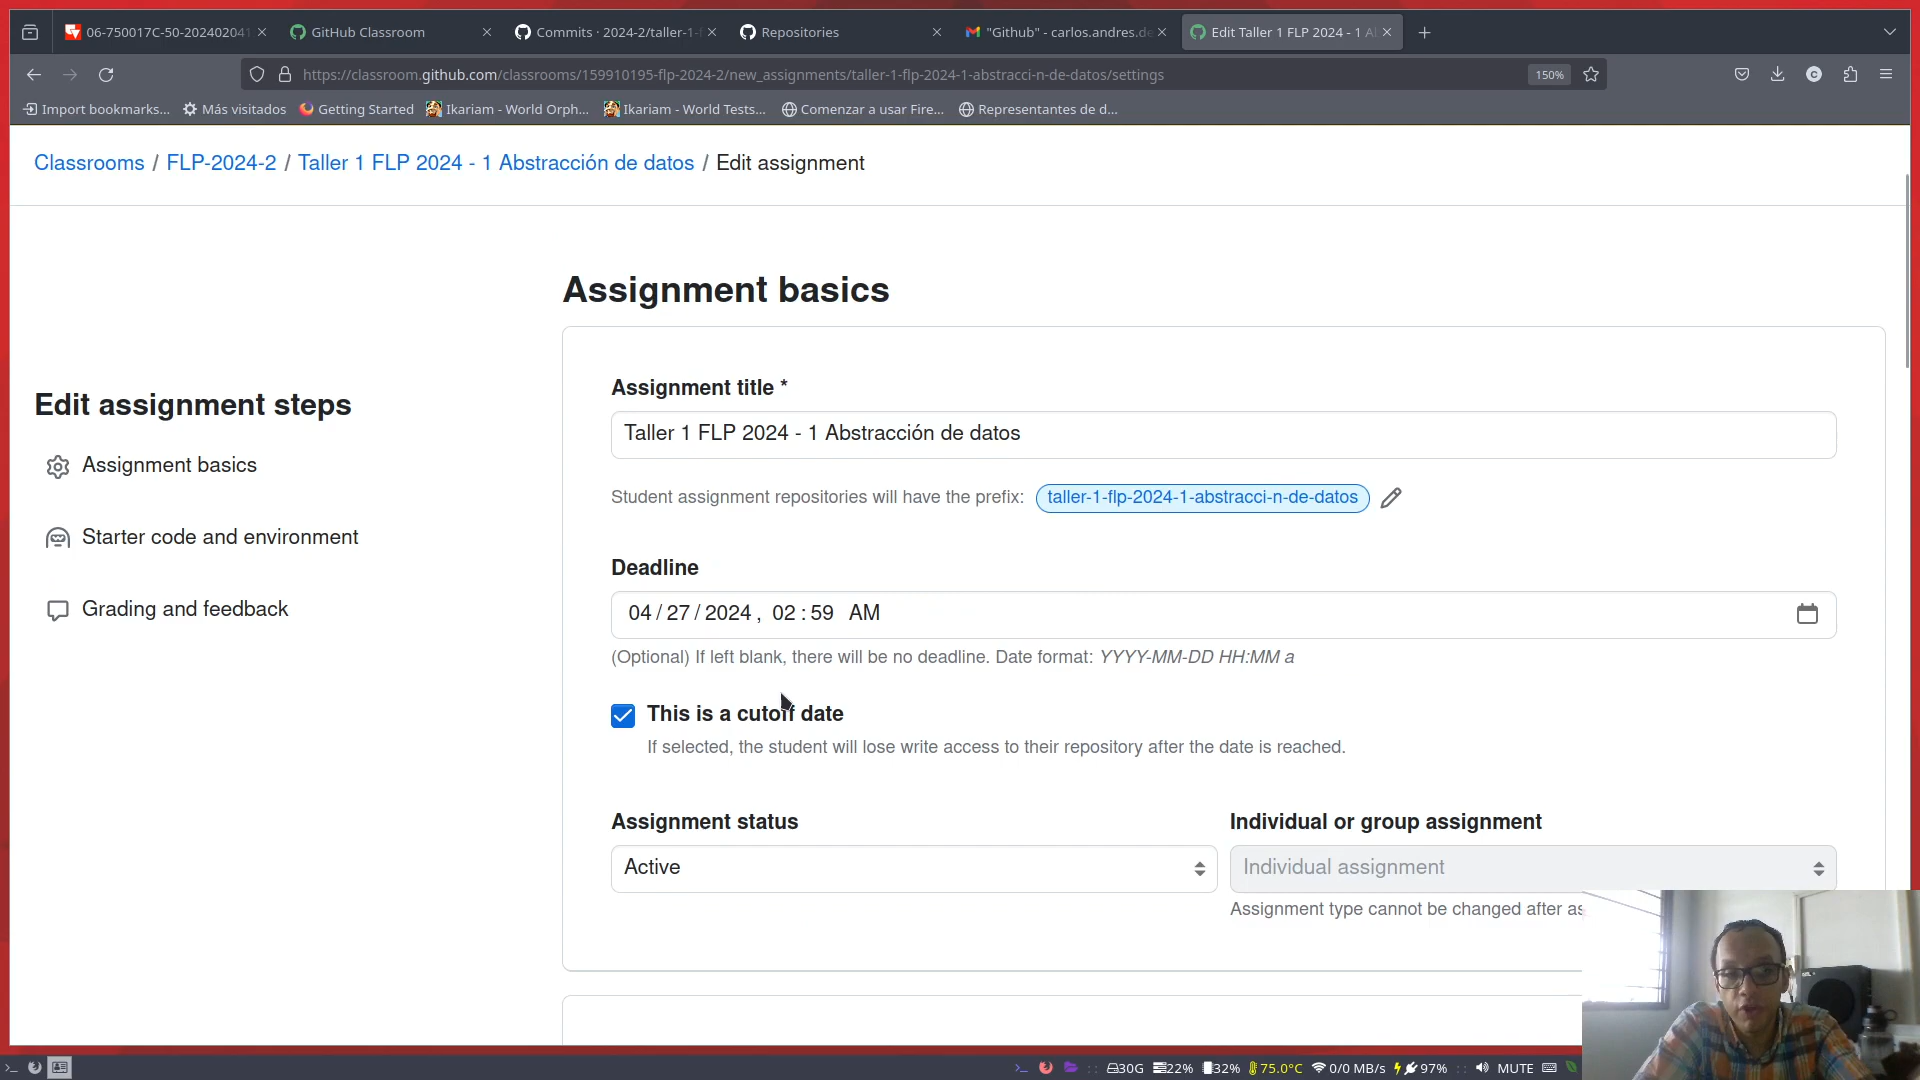 06-750017C-50-202402041
GitHub Classroom
Commits · 2024-2/taller-1-f
Repositories
"Github" - carlos.andres.de
Edit Taller 1 FLP 2024 - 1 A
https://classroom.github.com/classrooms/159910195-flp-2024-2/new_assignments/taller-1-flp-2024-1-abstracci-n-de-datos/settings
150%
Import bookmarks...
Más visitados
Getting Started
Ikariam - World Orph...
Ikariam - World Tests...
Comenzar a usar Fire...
Representantes de d...
Classrooms / FLP-2024-2 / Taller 1 FLP 2024 - 1 Abstracción de datos / Edit assignment
Assignment basics
Edit assignment steps
Assignment basics
Starter code and environment
Grading and feedback
Assignment title *
Taller 1 FLP 2024 - 1 Abstracción de datos
Student assignment repositories will have the prefix: taller-1-flp-2024-1-abstracci-n-de-datos
Deadline
04/27/2024, 02:59 AM
(Optional) If left blank, there will be no deadline. Date format: YYYY-MM-DD HH:MM a
This is a cutoff date
If selected, the student will lose write access to their repository after the date is reached.
Assignment status
Active
Individual or group assignment
Individual assignment
Assignment type cannot be changed after as
30G 22% 32% 75.0°C 0/0 MB/s 97% MUTE